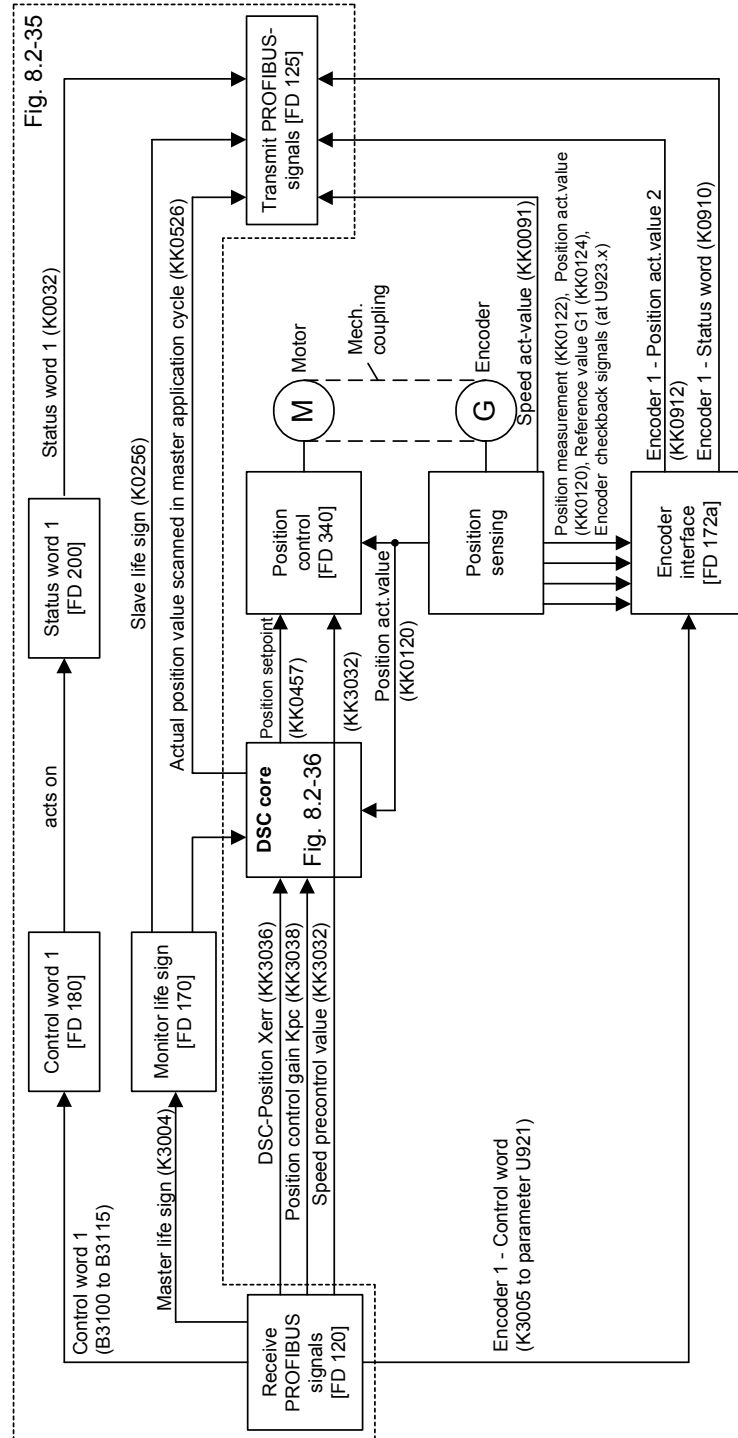 Fig. 8.2-35
Control word 1
(B3100 to B3115)
Control word 1
[FD 180]
acts on
Status word 1
[FD 200]
Status word 1 (K0032)
Master life sign (K3004)
Monitor life sign
[FD 170]
Slave life sign (K0256)
Actual position value scanned in master application cycle (KK0526)
Transmit PROFIBUS-
signals [FD 125]
Receive
PROFIBUS
signals
[FD 120]
DSC-Position Xerr (KK3036)
Position control gain Kpc (KK3038)
Speed precontrol value (KK3032)
DSC core
Fig. 8.2-36
Position setpoint
(KK0457)
(KK3032)
Position act.value
(KK0120)
Position
control
[FD 340]
M
Motor
Mech.
coupling
G
Encoder
Position
sensing
Speed act-value (KK0091)
Position measurement (KK0122), Position act.value
(KK0120), Reference value G1 (KK0124),
Encoder checkback signals (at U923.x)
Encoder 1 - Control word
(K3005 to parameter U921)
Encoder
interface
[FD 172a]
Encoder 1 - Position act.value 2
(KK0912)
Encoder 1 - Status word (K0910)